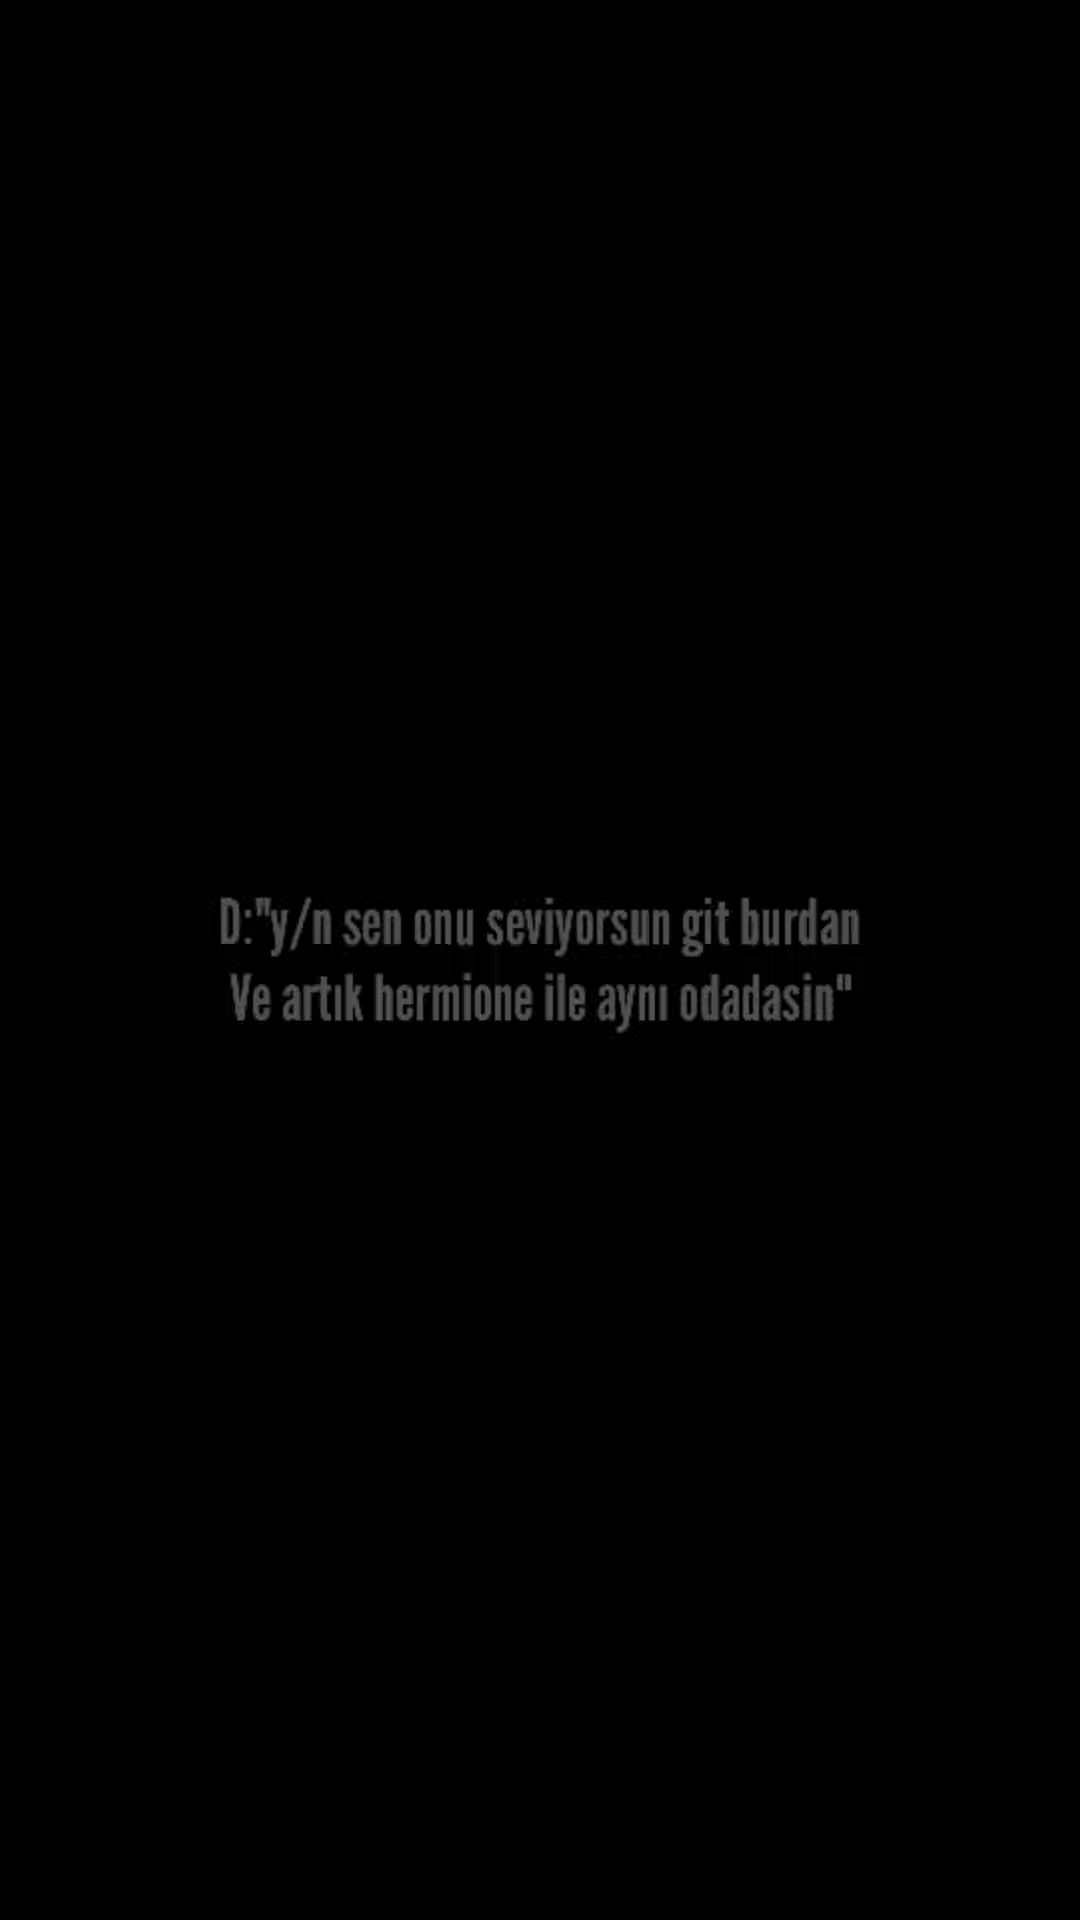 D:"y/n sen onu seviyorsun git burdan
Ve artık hermione ile aynı odadasin"